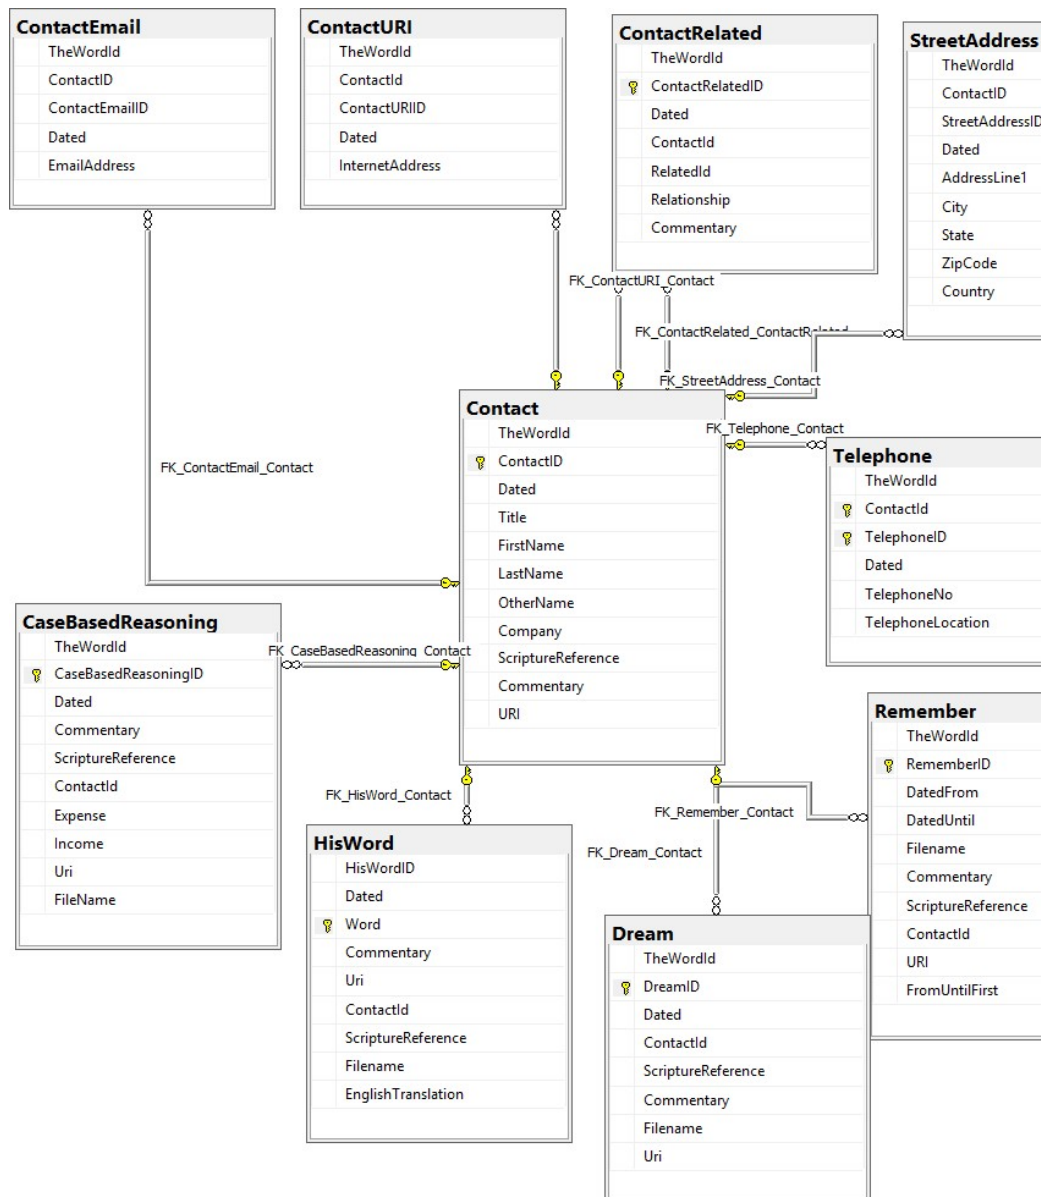 ContactEmail
TheWordId
ContactID
ContactEmailID
Dated
EmailAddress
ContactURI
TheWordId
ContactId
ContactURIID
Dated
InternetAddress
ContactRelated
TheWordId
ContactRelatedID
Dated
ContactId
RelatedId
Relationship
Commentary
StreetAddress
TheWordId
ContactID
StreetAddressID
Dated
AddressLine1
City
State
ZipCode
Country
FK_ContactURI_Contact
FK_ContactRelated_ContactRelated
FK_StreetAddress_Contact
FK_Telephone_Contact
FK_ContactEmail_Contact
Contact
TheWordId
ContactID
Dated
Title
FirstName
LastName
OtherName
Company
ScriptureReference
Commentary
URI
Telephone
TheWordId
ContactId
TelephoneID
Dated
TelephoneNo
TelephoneLocation
CaseBasedReasoning
TheWordId
CaseBasedReasoningID
Dated
Commentary
ScriptureReference
ContactId
Expense
Income
Uri
FileName
FK_CaseBasedReasoning_Contact
FK_HisWord_Contact
FK_Remember_Contact
FK_Dream_Contact
Remember
TheWordId
RememberID
DatedFrom
DatedUntil
Filename
Commentary
ScriptureReference
ContactId
URI
FromUntilFirst
HisWord
HisWordID
Dated
Word
Commentary
Uri
ContactId
ScriptureReference
Filename
EnglishTranslation
Dream
TheWordId
DreamID
Dated
ContactId
ScriptureReference
Commentary
Filename
Uri